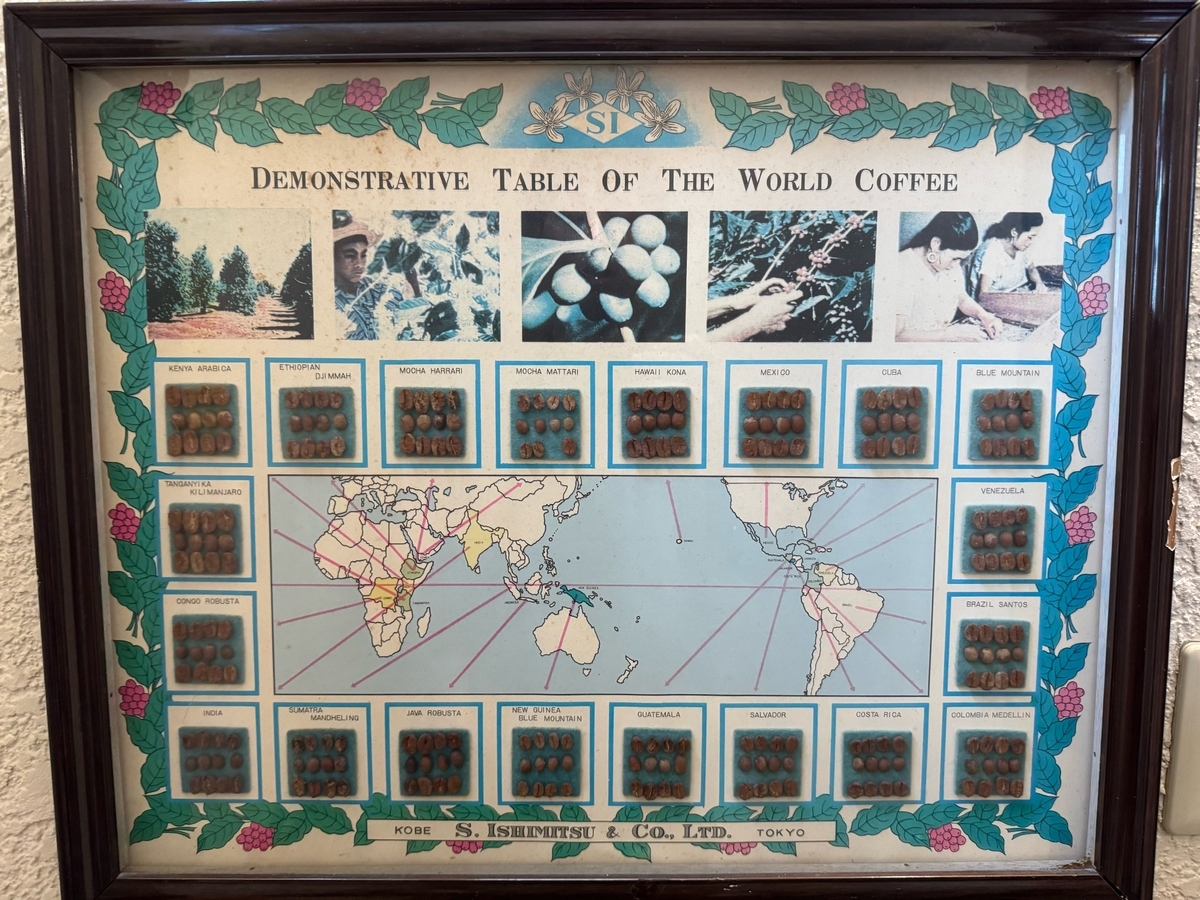 SI
DEMONSTRATIVE TABLE OF THE WORLD COFFEE
KENYA ARABICA
ETHIOPIAN
DJIMMAH
MOCHA HARRARI
MOCHA MATTARI
HAWAII KONA
MEXICO
CUBA
BLUE MOUNTAIN
TANGANYIKA
KILIMANJARO
VENEZUELA
CONGO ROBUSTA
BRAZIL SANTOS
INDIA
SUMATRA
MANDHELING
JAVA ROBUSTA
NEW GUINEA
BLUE MOUNTAIN
GUATEMALA
SALVADOR
COSTA RICA
COLOMBIA MEDELLIN
KOBE S. ISHIMITSU & CO., LTD. TOKYO